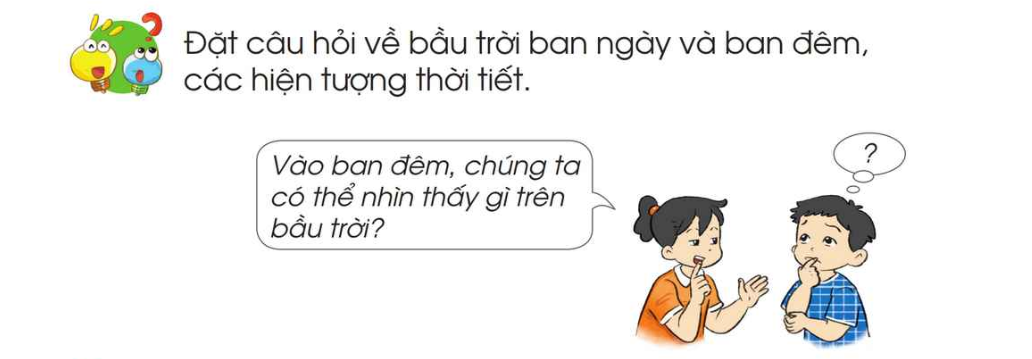 Đặt câu hỏi về bầu trời ban ngày và ban đêm,
các hiện tượng thời tiết.
Vào ban đêm, chúng ta
có thể nhìn thấy gì trên
bầu trời?
?